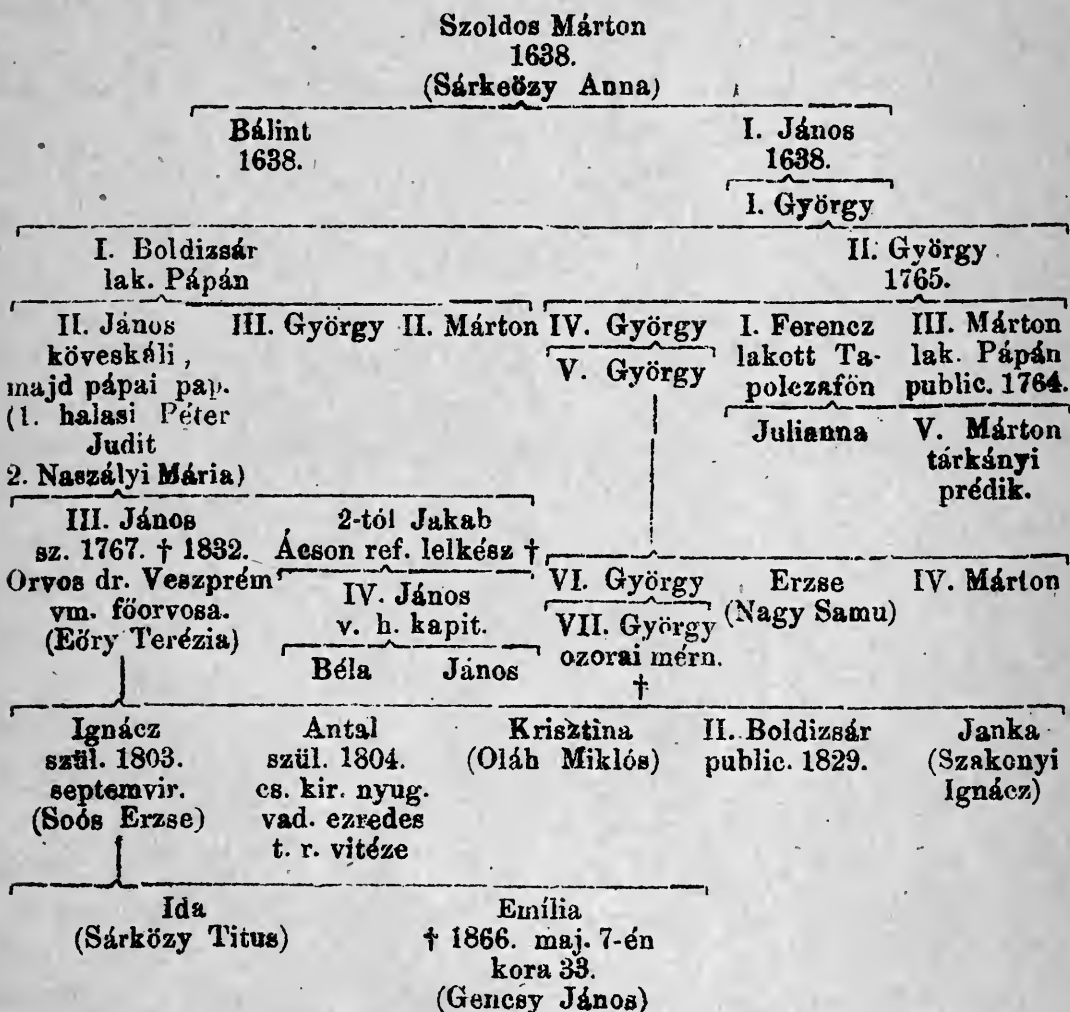 Szoldos Márton
1638.
(Sárkeözy Anna)
Bálint
1638.
I. János
1638.
I. György
I. Boldizsár
lak. Pápán
II. György
1765.
II. János
köveskáli,
majd pápai pap.
(1. halasi Péter
Judit
2. Naszályi Mária)
III. György
II. Márton
IV. György
V. György
I. Ferencz
lakott Ta-
polczafőn
Julianna
III. Márton
lak. Pápán
public. 1764.
V. Márton
tárkányi
prédik.
III. János
sz. 1767. † 1832.
Orvos dr. Veszprém
vm. főorvosa.
(Eőry Terézia)
2-tól Jakab
Ácson ref. lelkész †
IV. János
v. h. kapit.
Béla
János
VI. György
VII. György
ozorai mérn.
†
Erzse
(Nagy Samu)
IV. Márton
Ignácz
szül. 1803.
septemvir.
(Soós Erzse)
Antal
szül. 1804.
cs. kir. nyug.
vad. ezredes
t. r. vitéze
Krisztina
(Oláh Miklós)
II. Boldizsár
public. 1829.
Janka
(Szakonyi
Ignácz)
Ida
(Sárközy Titus)
Emília
† 1866. maj. 7-én
kora 33.
(Gencsy János)